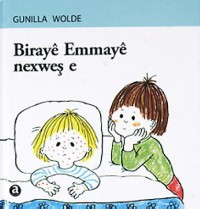 GUNILLA WOLDE
Birayê Emmayê
nexweş e
a